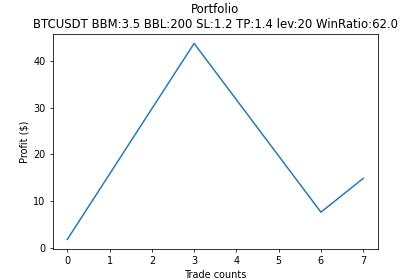 Portfolio
BTCUSDT BBM:3.5 BBL:200 SL:1.2 TP:1.4 lev:20 WinRatio:62.0
40
30
20
10
0
Profit ($)
0 1 2 3 4 5 6 7
Trade counts